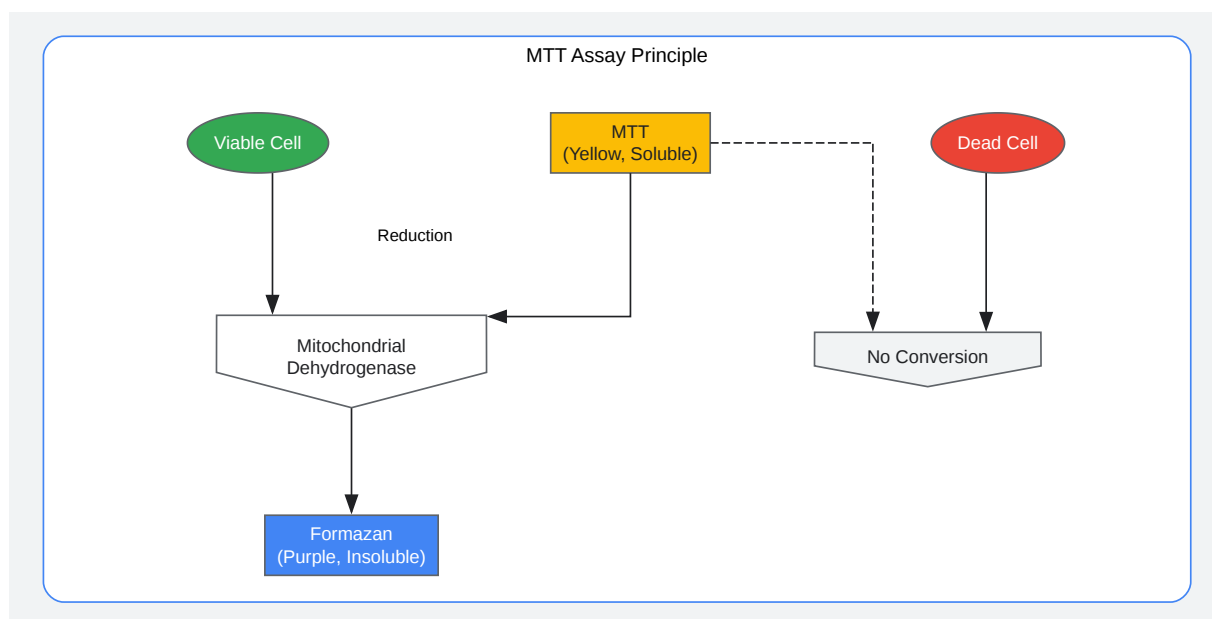 MTT Assay Principle
Viable Cell
MTT
(Yellow, Soluble)
Dead Cell
Reduction
Mitochondrial
Dehydrogenase
No Conversion
Formazan
(Purple, Insoluble)